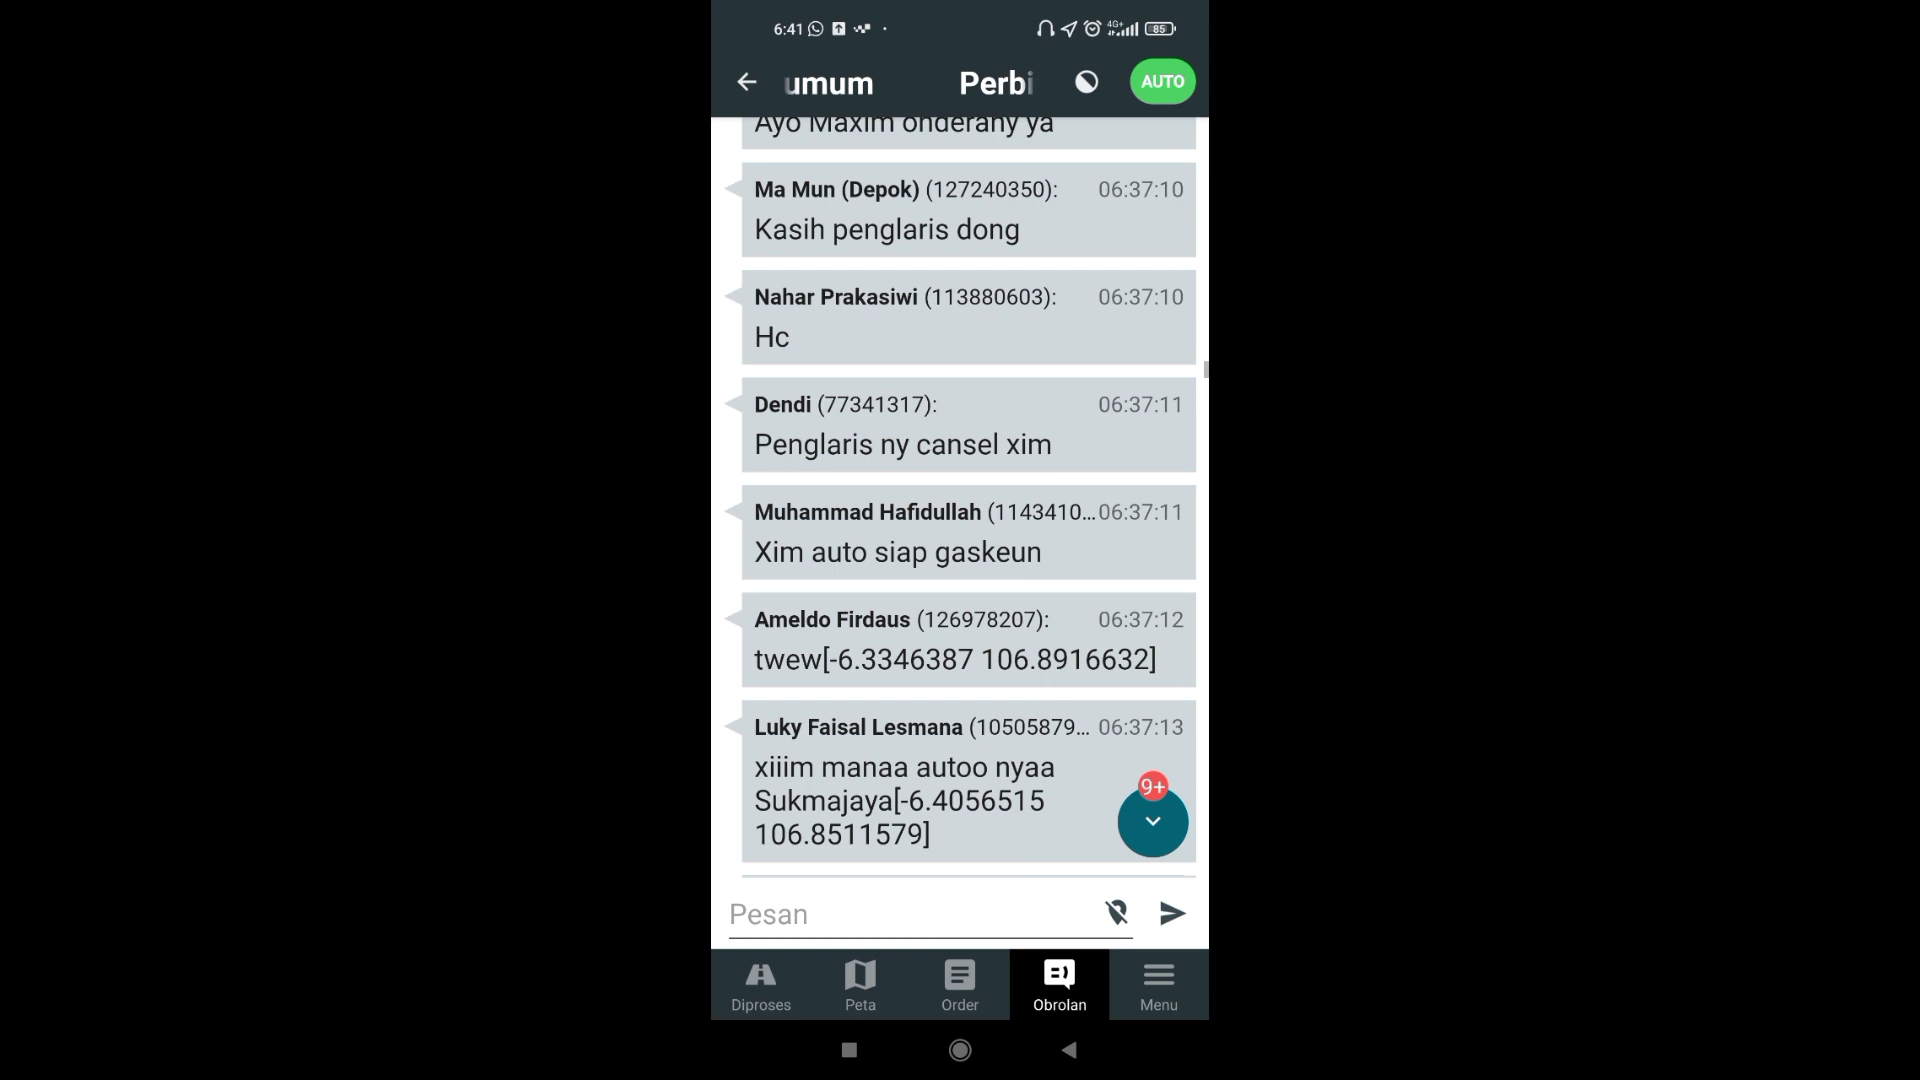 6:41 4G+ 85
umum Perbi AUTO
Ayo Maxim onderany ya
Ma Mun (Depok) (127240350): 06:37:10
Kasih penglaris dong
Nahar Prakasiwi (113880603): 06:37:10
Hc
Dendi (77341317): 06:37:11
Penglaris ny cansel xim
Muhammad Hafidullah (1143410... 06:37:11
Xim auto siap gaskeun
Ameldo Firdaus (126978207): 06:37:12
twew[-6.3346387 106.8916632]
Luky Faisal Lesmana (10505879... 06:37:13
xiiim manaa autoo nyaa
Sukmajaya[-6.4056515
106.8511579]
9+
Pesan
Diproses Peta Order Obrolan Menu